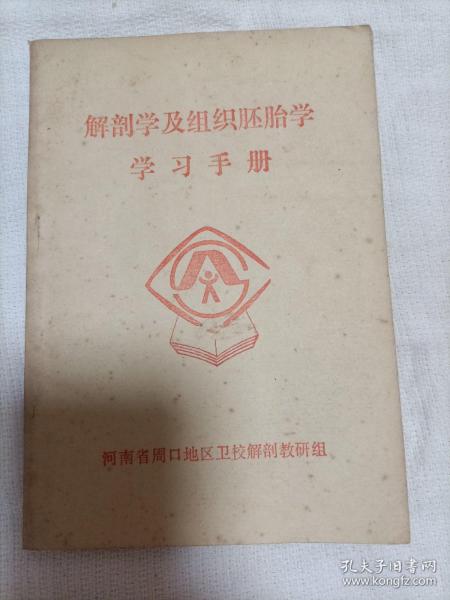 解剖学及组织胚胎学
学习手册
河南省周口地区卫校解剖教研组
孔夫子旧书网
www.kongfz.com